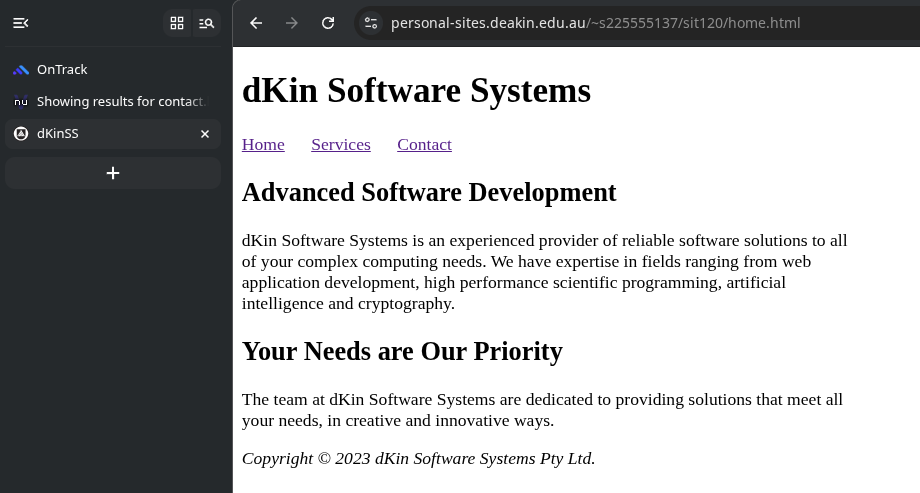 personal-sites.deakin.edu.au/~s225555137/sit120/home.html
OnTrack
Showing results for contact
dKinSS
dKin Software Systems
Home Services Contact
Advanced Software Development
dKin Software Systems is an experienced provider of reliable software solutions to all
of your complex computing needs. We have expertise in fields ranging from web
application development, high performance scientific programming, artificial
intelligence and cryptography.
Your Needs are Our Priority
The team at dKin Software Systems are dedicated to providing solutions that meet all
your needs, in creative and innovative ways.
Copyright © 2023 dKin Software Systems Pty Ltd.